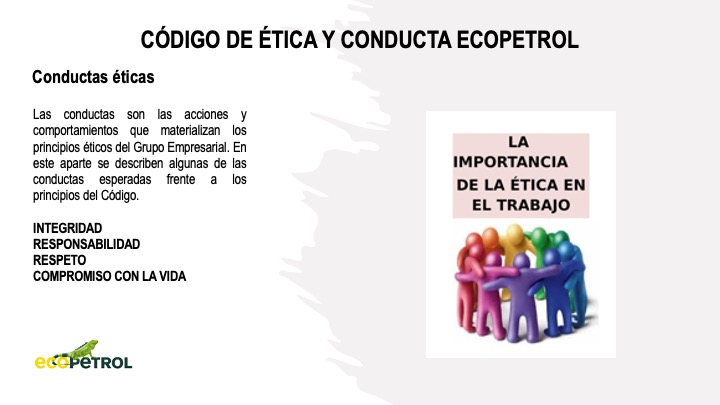 CÓDIGO DE ÉTICA Y CONDUCTA ECOPETROL
Conductas éticas
Las conductas son las acciones y
comportamientos que materializan los
principios éticos del Grupo Empresarial. En
este aparte se describen algunas de las
conductas esperadas frente a los
principios del Código.
INTEGRIDAD
RESPONSABILIDAD
RESPETO
COMPROMISO CON LA VIDA
LA
IMPORTANCIA
DE LA ÉTICA EN
EL TRABAJO
ecoPETROL